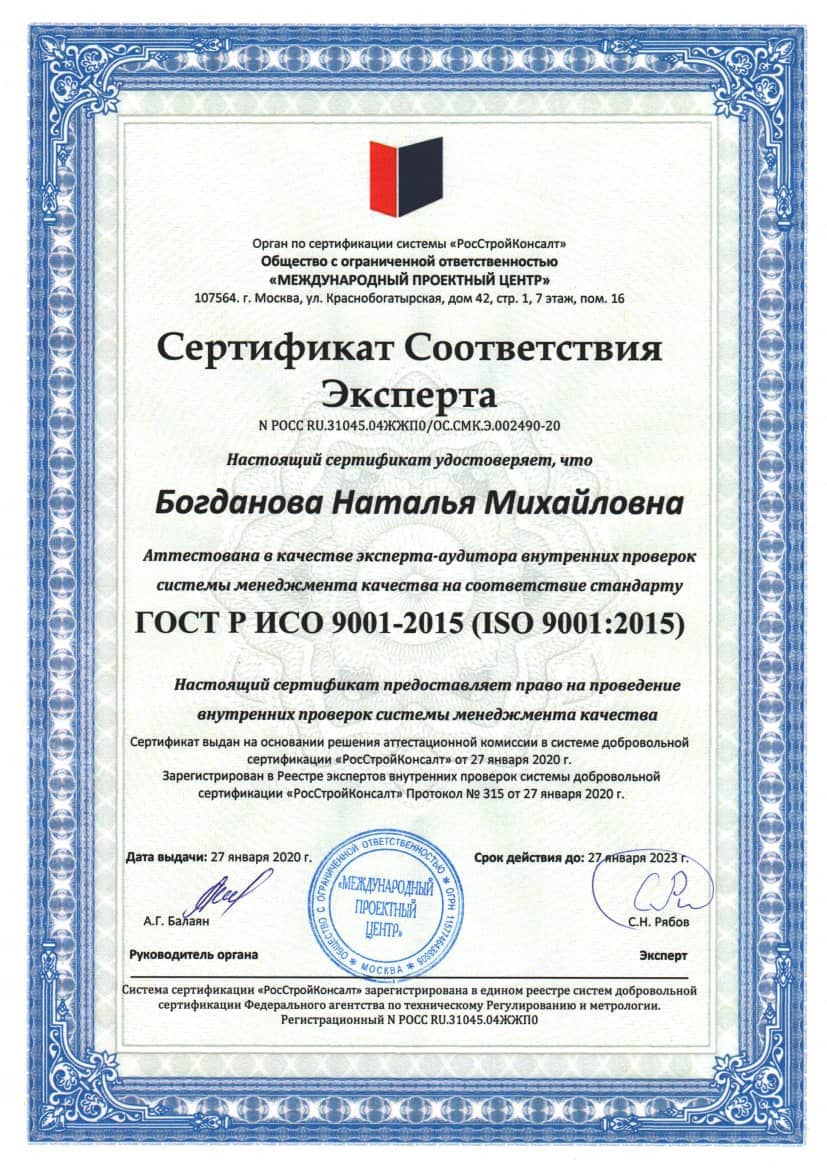 Орган по сертификации системы «РосСтройКонсалт»
Общество с ограниченной ответственностью
«МЕЖДУНАРОДНЫЙ ПРОЕКТНЫЙ ЦЕНТР»
107564. г. Москва, ул. Краснобогатырская, дом 42, стр. 1, 7 этаж, пом. 16
Сертификат Соответствия
Эксперта
N РОСС RU.31045.04ЖЖП0/ОС.СМК.Э.002490-20
Настоящий сертификат удостоверяет, что
Богданова Наталья Михайловна
Аттестована в качестве эксперта-аудитора внутренних проверок
системы менеджмента качества на соответствие стандарту
ГОСТ Р ИСО 9001-2015 (ISO 9001:2015)
Настоящий сертификат предоставляет право на проведение
внутренних проверок системы менеджмента качества
Сертификат выдан на основании решения аттестационной комиссии в системе добровольной
сертификации «РосСтройКонсалт» от 27 января 2020 г.
Зарегистрирован в Реестре экспертов внутренних проверок системы добровольной
сертификации «РосСтройКонсалт» Протокол № 315 от 27 января 2020 г.
Дата выдачи: 27 января 2020 г.
Срок действия до: 27 января 2023 г.
ОБЩЕСТВО С ОГРАНИЧЕННОЙ ОТВЕТСТВЕННОСТЬЮ
ОГРН
МОСКВА
«МЕЖДУНАРОДНЫЙ
ПРОЕКТНЫЙ
ЦЕНТР»
А.Г. Балаян
С.Н. Рябов
Руководитель органа
Эксперт
Система сертификации «РосСтройКонсалт» зарегистрирована в едином реестре систем добровольной
сертификации Федерального агентства по техническому Регулированию и метрологии.
Регистрационный N РОСС RU.31045.04ЖЖП0